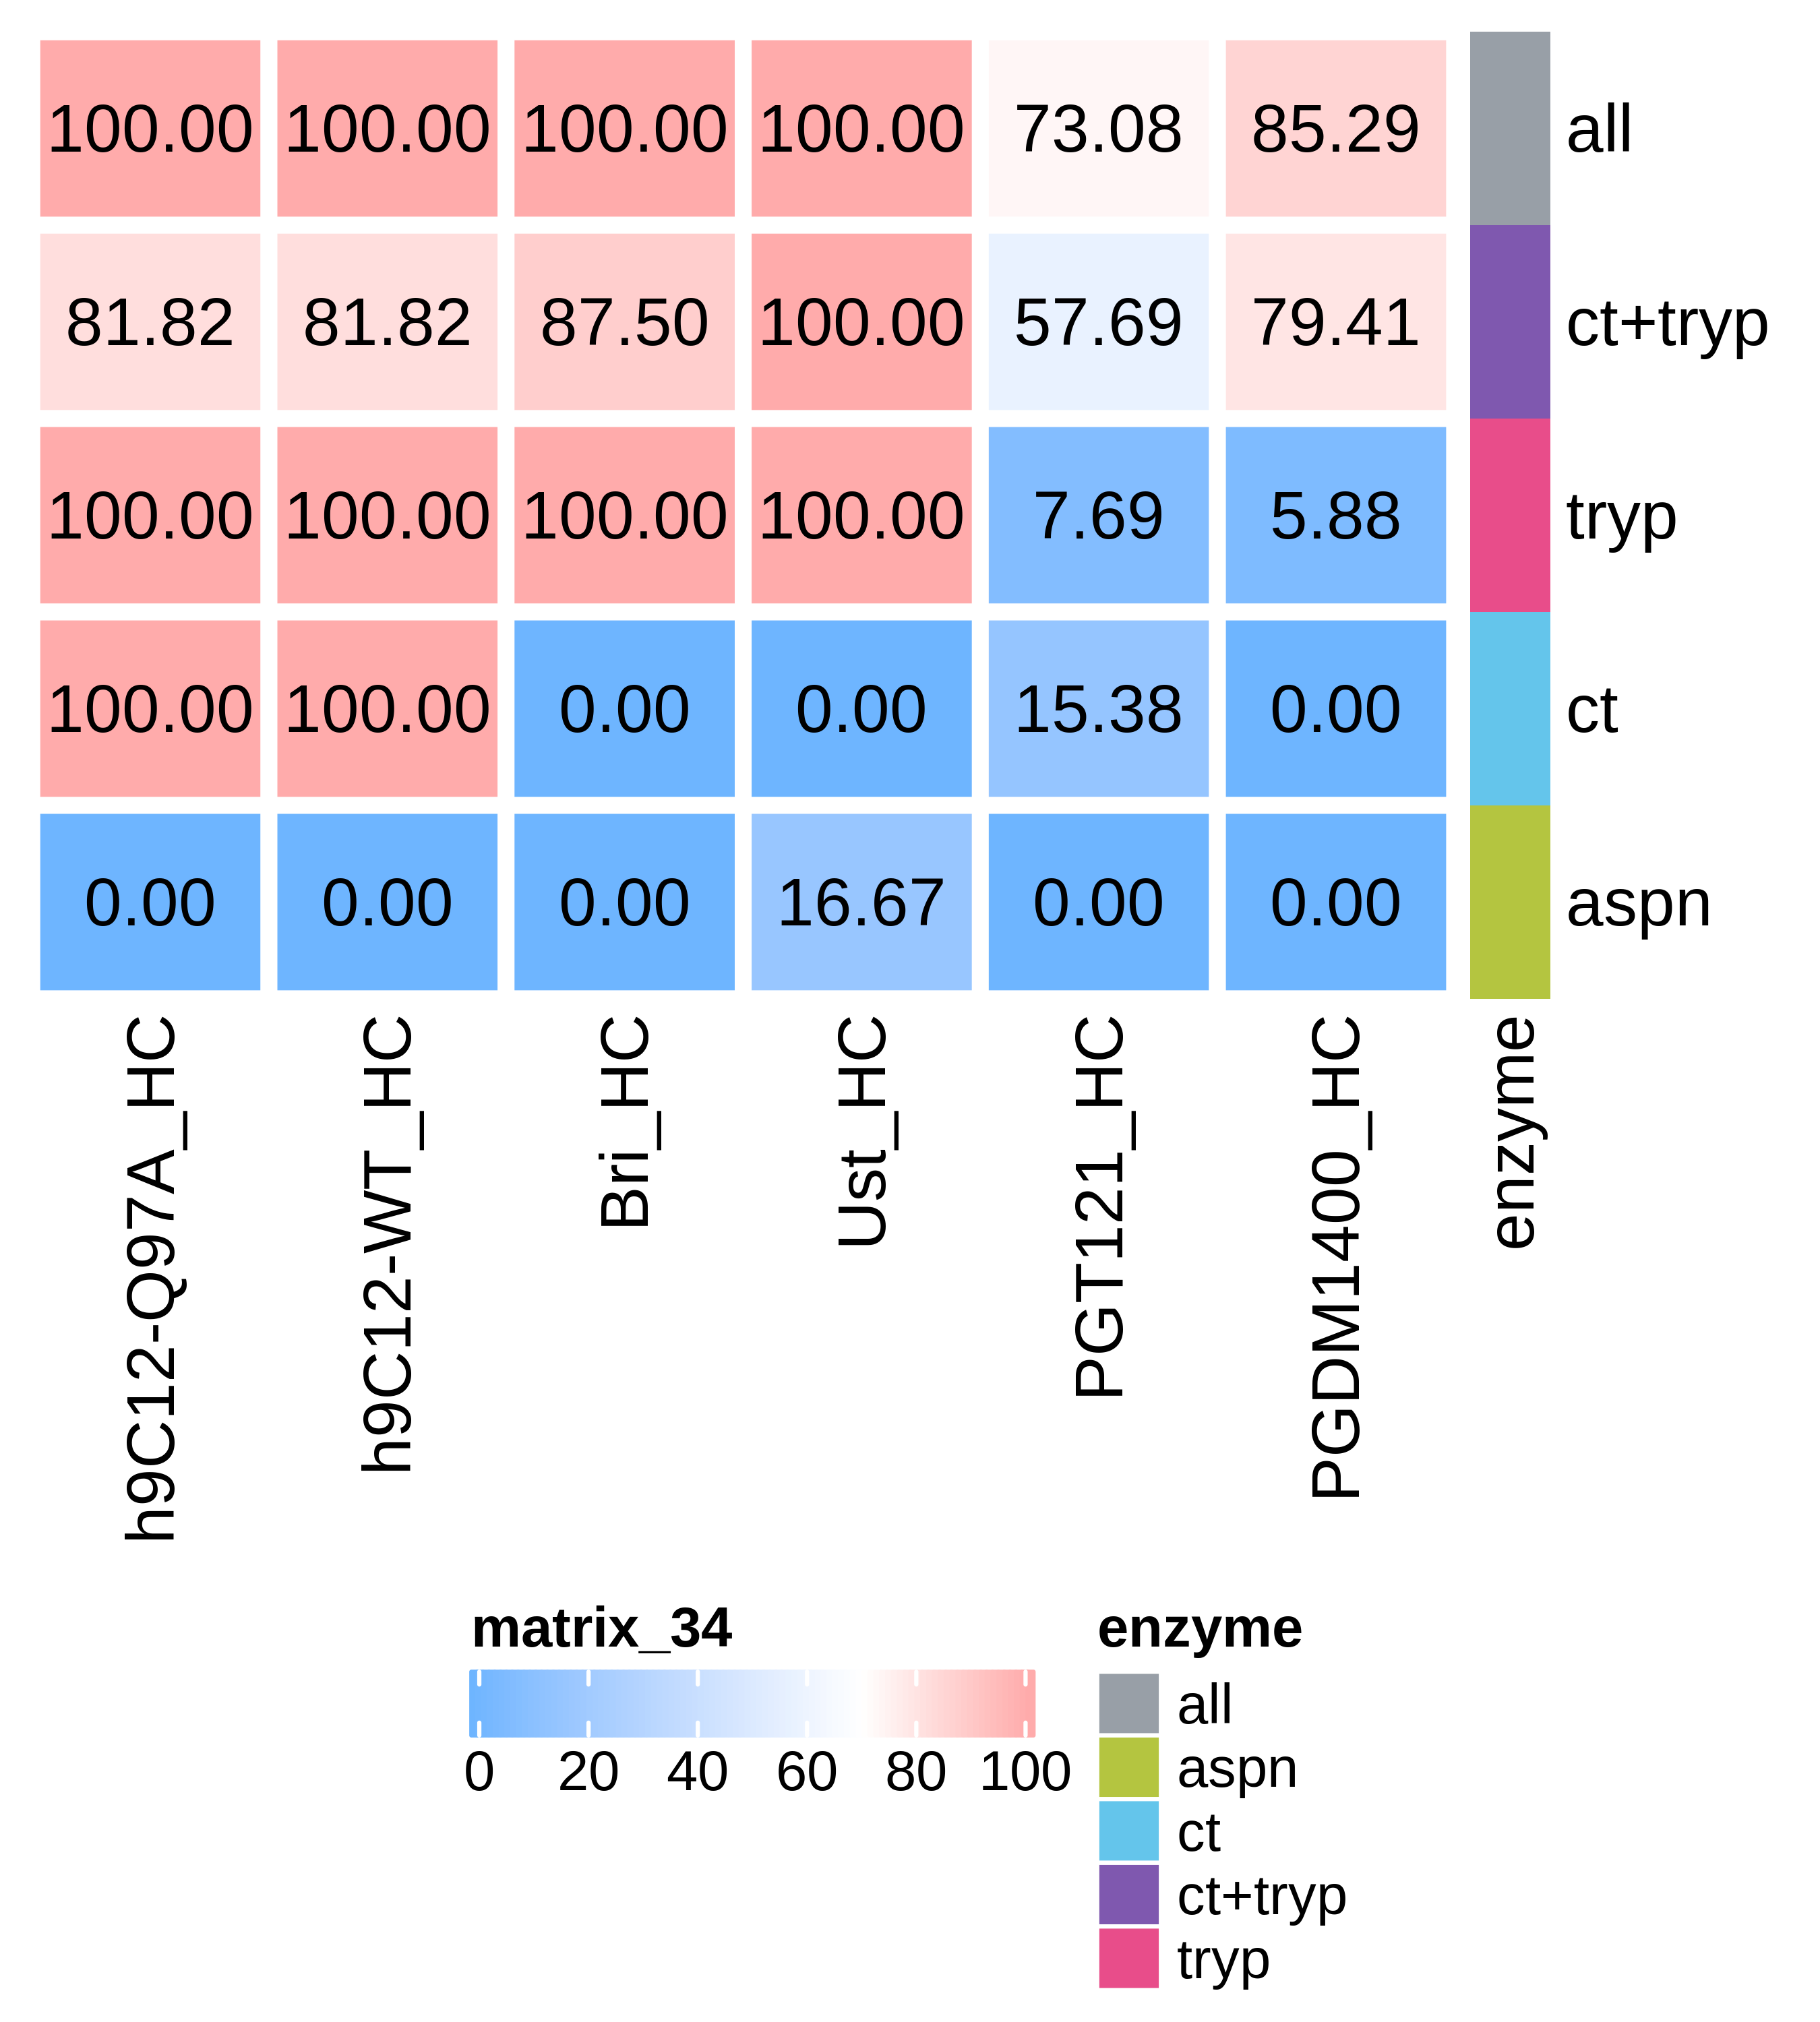 100.00 100.00 100.00 100.00 73.08 85.29 all
81.82 81.82 87.50 100.00 57.69 79.41 ct+tryp
100.00 100.00 100.00 100.00 7.69 5.88 tryp
100.00 100.00 0.00 0.00 15.38 0.00 ct
0.00 0.00 0.00 16.67 0.00 0.00 aspn
h9C12-Q97A_HC
h9C12-WT_HC
Bri_HC
Ust_HC
PGT121_HC
PGDM1400_HC
enzyme
matrix_34
0 20 40 60 80 100
enzyme
all
aspn
ct
ct+tryp
tryp